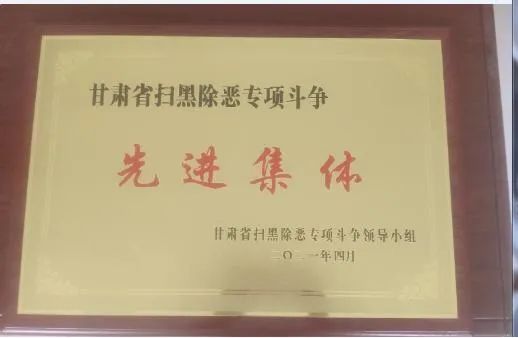 甘肃省扫黑除恶专项斗争
先进集体
甘肃省扫黑除恶专项斗争领导小组
二〇二一年四月